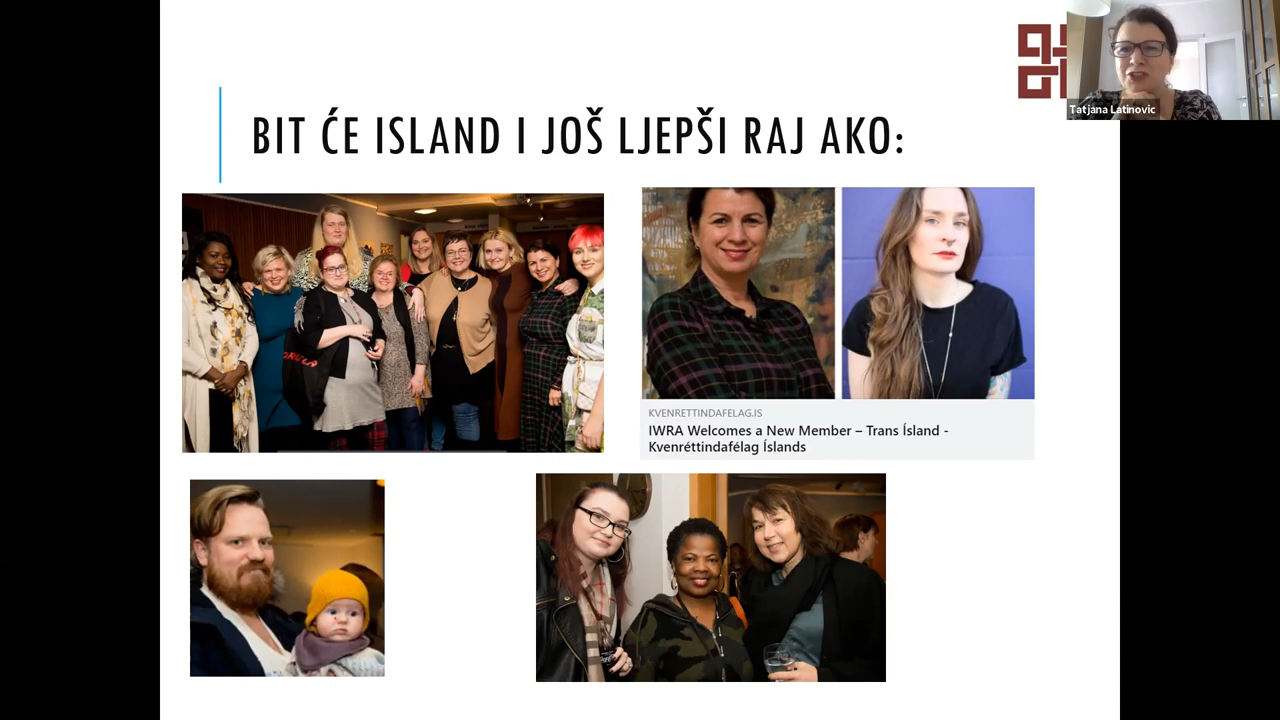 Tatjana Latinovic
BIT ĆE ISLAND I JOŠ LJEPŠI RAJ AKO:
KVENRETTINDAFELAG.IS
IWRA Welcomes a New Member – Trans Ísland -
Kvenréttindafélag Íslands